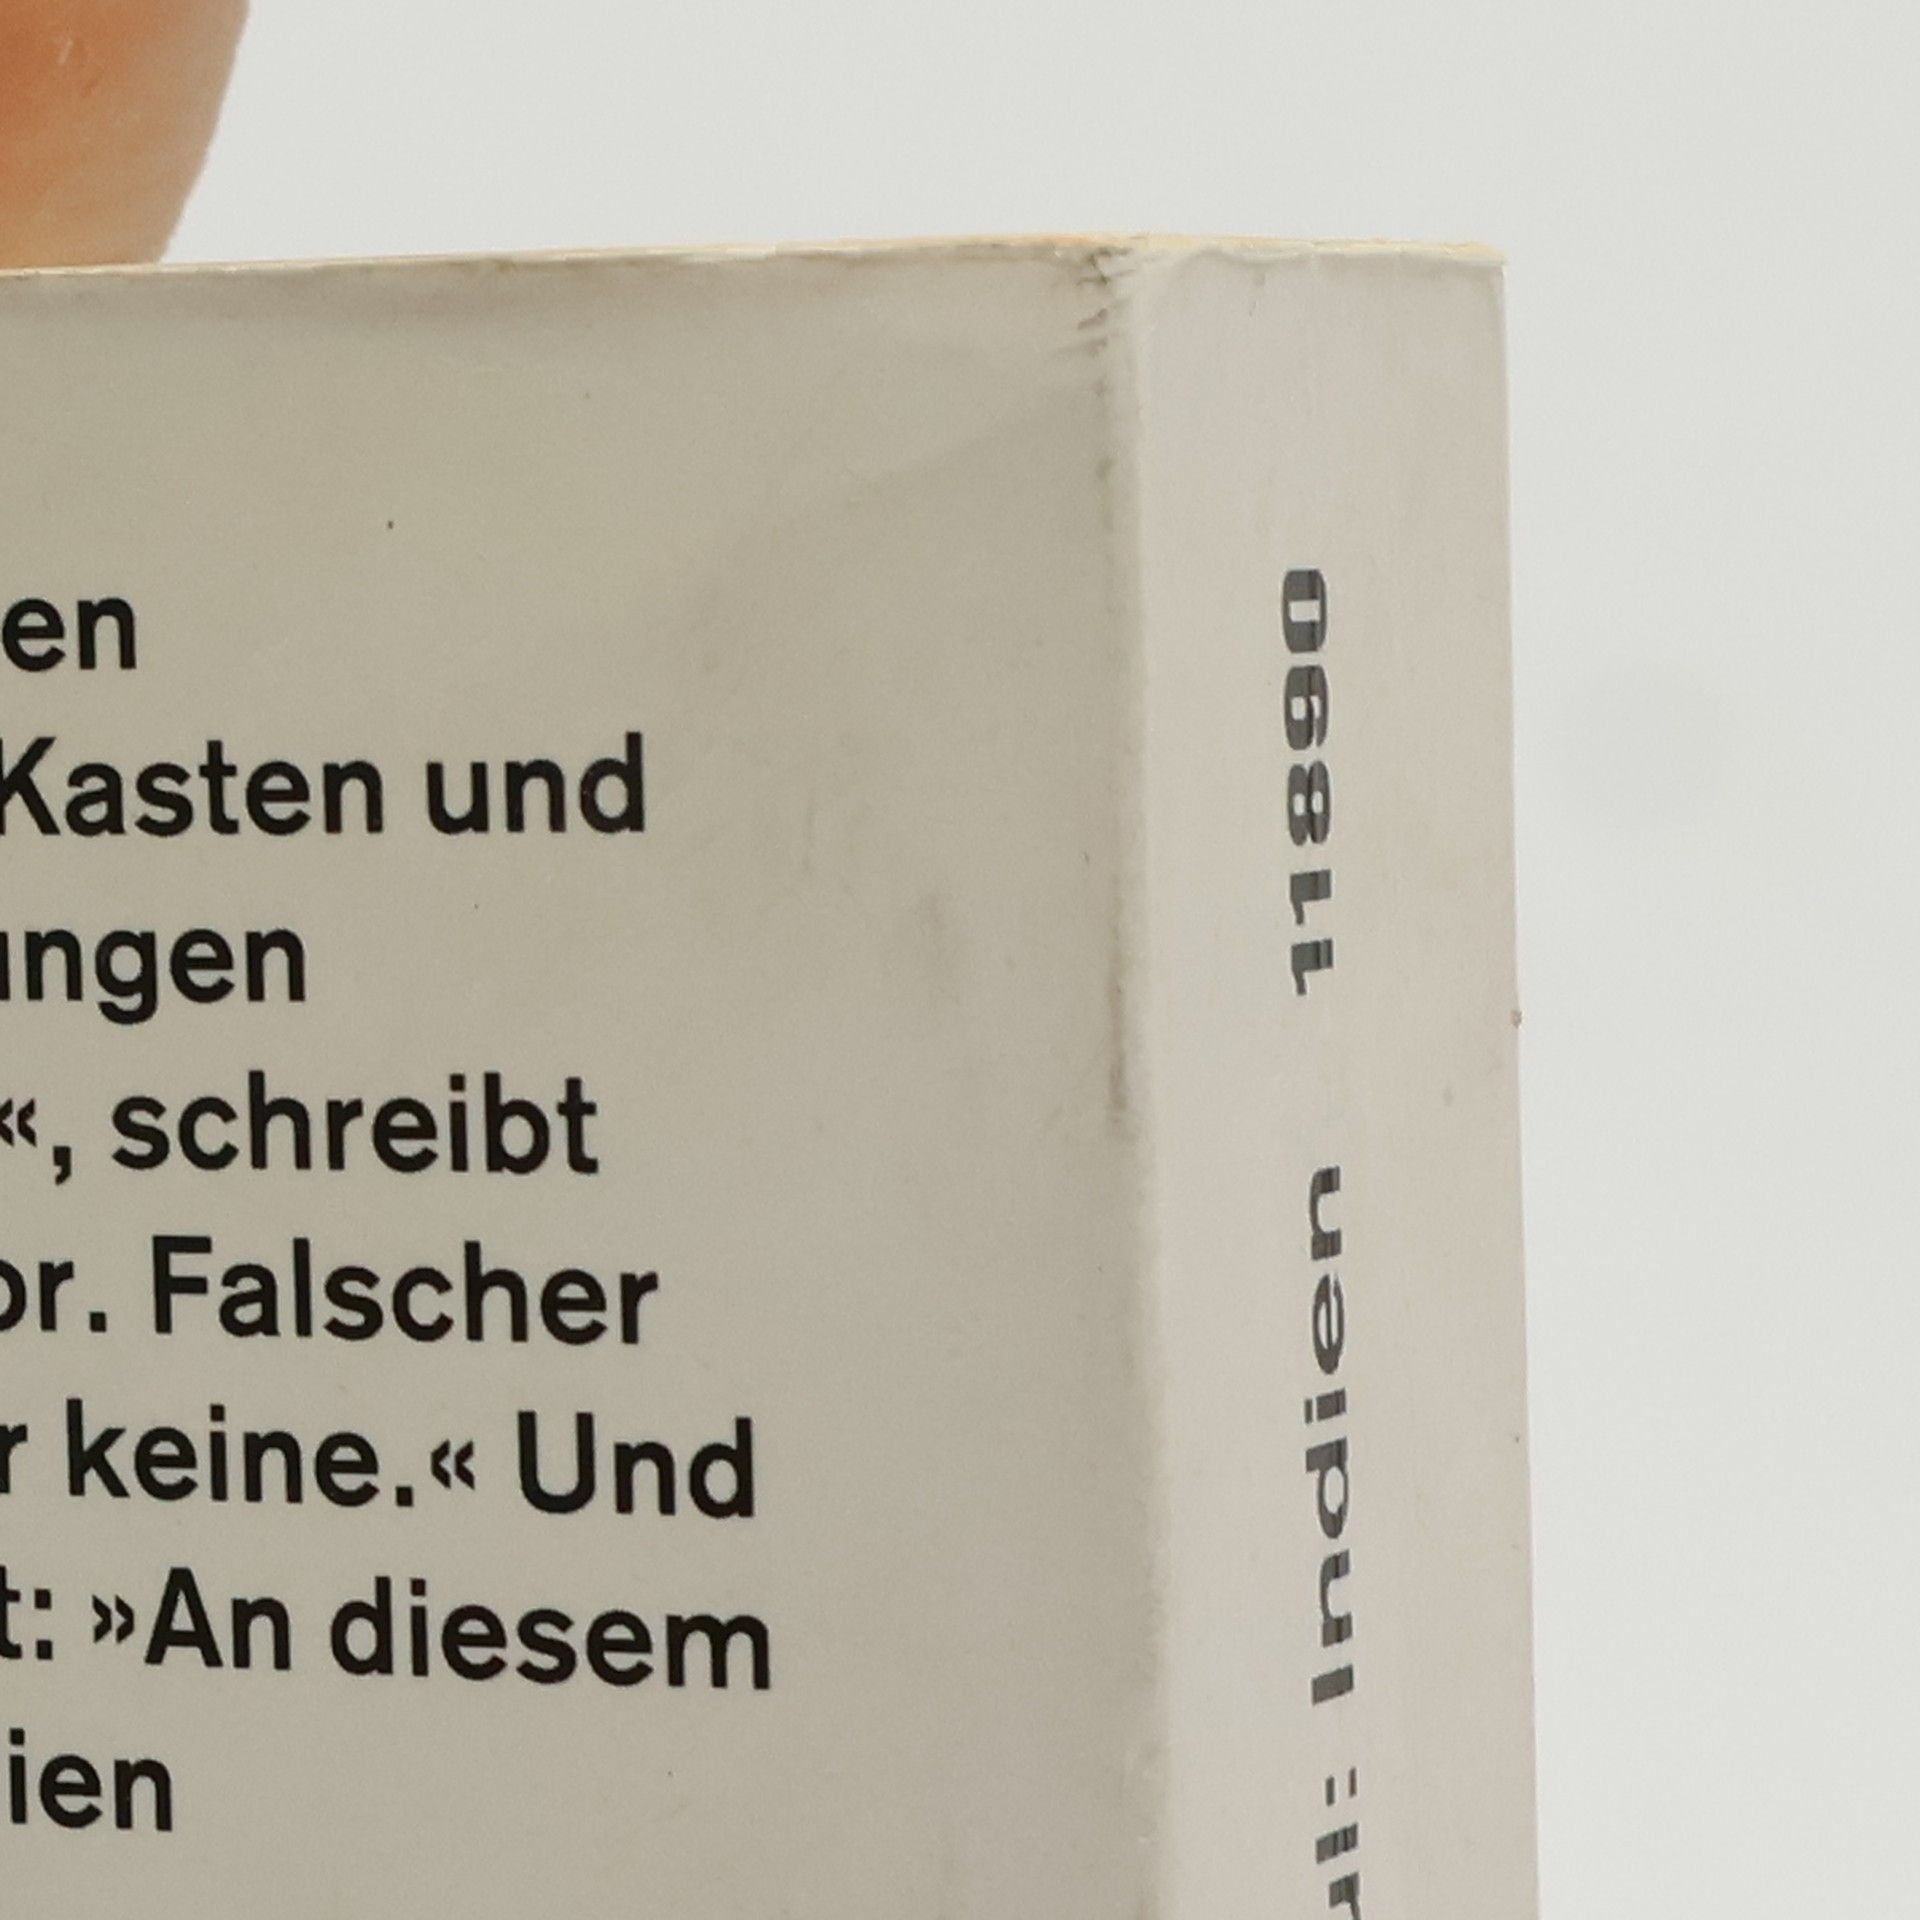 en
Kasten und
ungen
«, schreibt
or. Falscher
r keine.« Und
t: »An diesem
ien
: Indien 11890